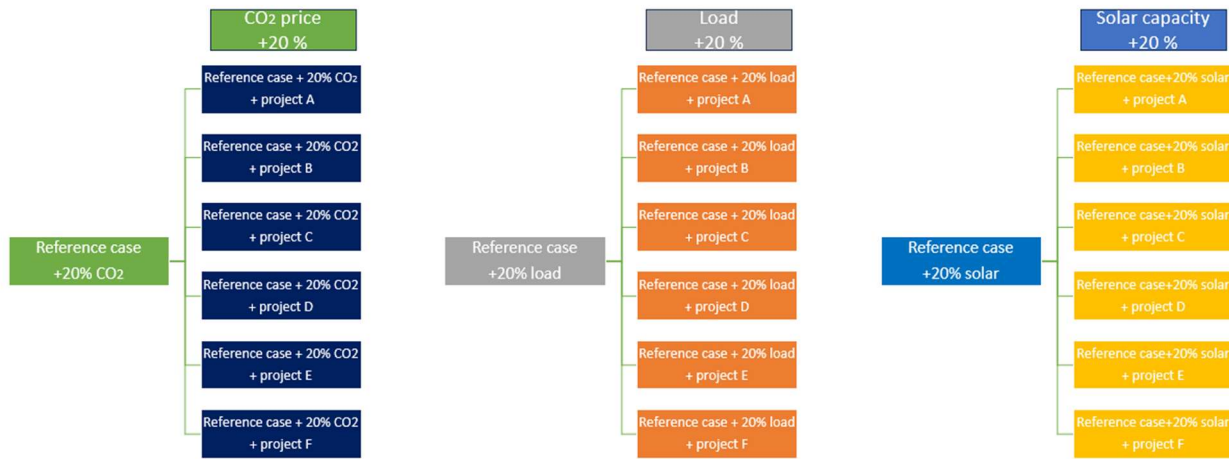 CO₂ price
+20 %
Reference case + 20% CO₂
+ project A
Reference case + 20% CO2
+ project B
Reference case + 20% CO2
+ project C
Reference case
+20% CO₂
Reference case + 20% CO2
+ project D
Reference case + 20% CO2
+ project E
Reference case + 20% CO2
+ project F
Load
+20 %
Reference case + 20% load
+ project A
Reference case + 20% load
+ project B
Reference case + 20% load
+ project C
Reference case
+20% load
Reference case + 20% load
+ project D
Reference case + 20% load
+ project E
Reference case + 20% load
+ project F
Solar capacity
+20 %
Reference case+20% solar
+ project A
Reference case+20% solar
+ project B
Reference case+20% solar
+ project C
Reference case
+20% solar
Reference case+20% solar
+ project D
Reference case+20% solar
+ project E
Reference case+20% solar
+ project F